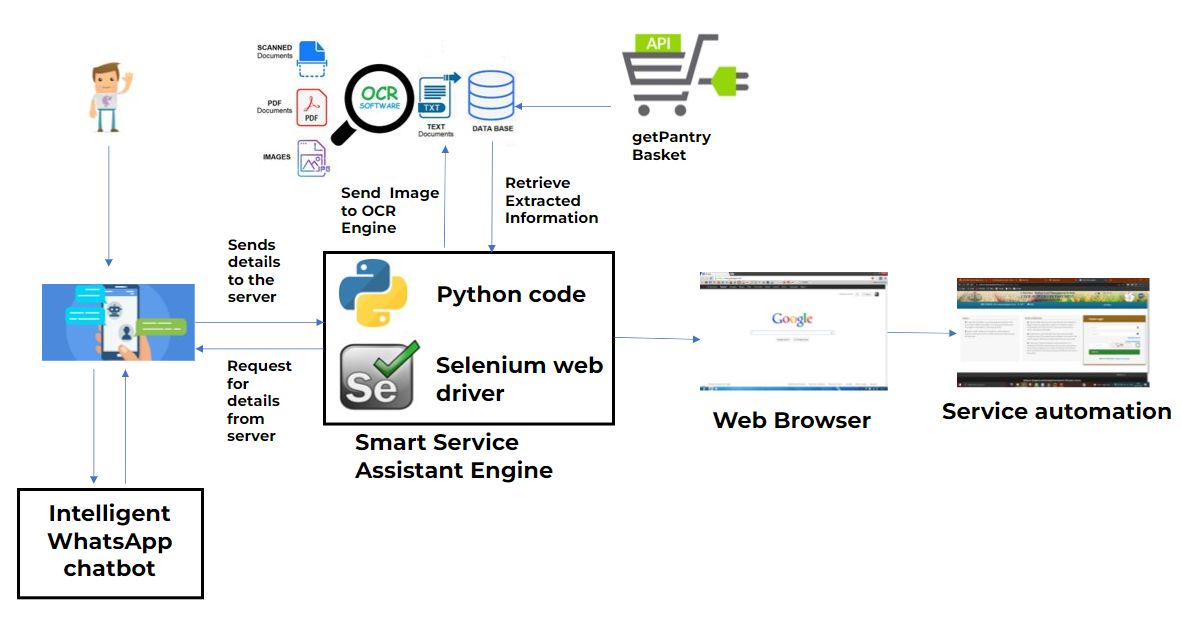 SCANNED
Documents
PDF
Documents
PDF
IMAGES
JPG
OCR
SOFTWARE
TXT
TEXT
Documents
DATA BASE
API
getPantry
Basket
Send Image
to OCR
Engine
Retrieve
Extracted
Information
Sends
details
to the
server
Request
for
details
from
server
Python code
Se
Selenium web
driver
Smart Service
Assistant Engine
Google
Web Browser
Service automation
Intelligent
WhatsApp
chatbot